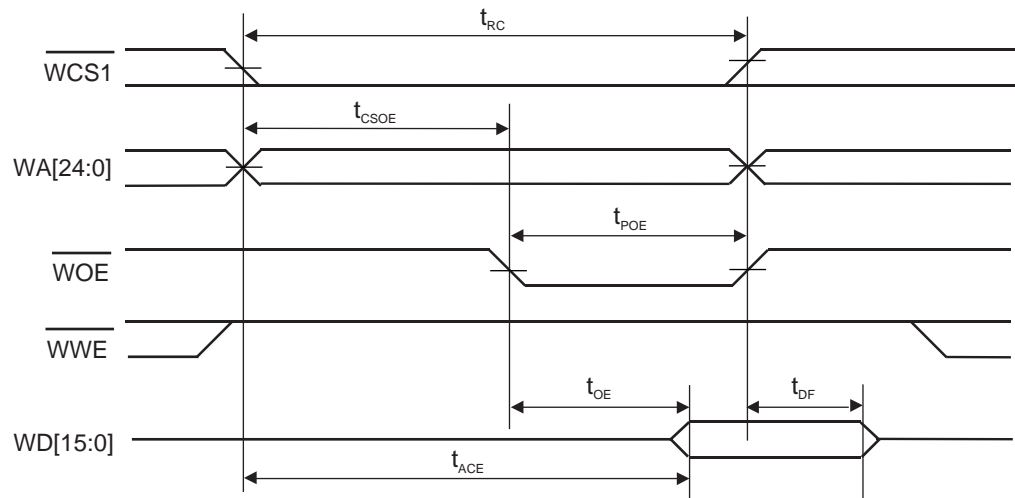 tRC
WCS1
tCSOE
WA[24:0]
tPOE
WOE
WWE
tOE
tDF
WD[15:0]
tACE